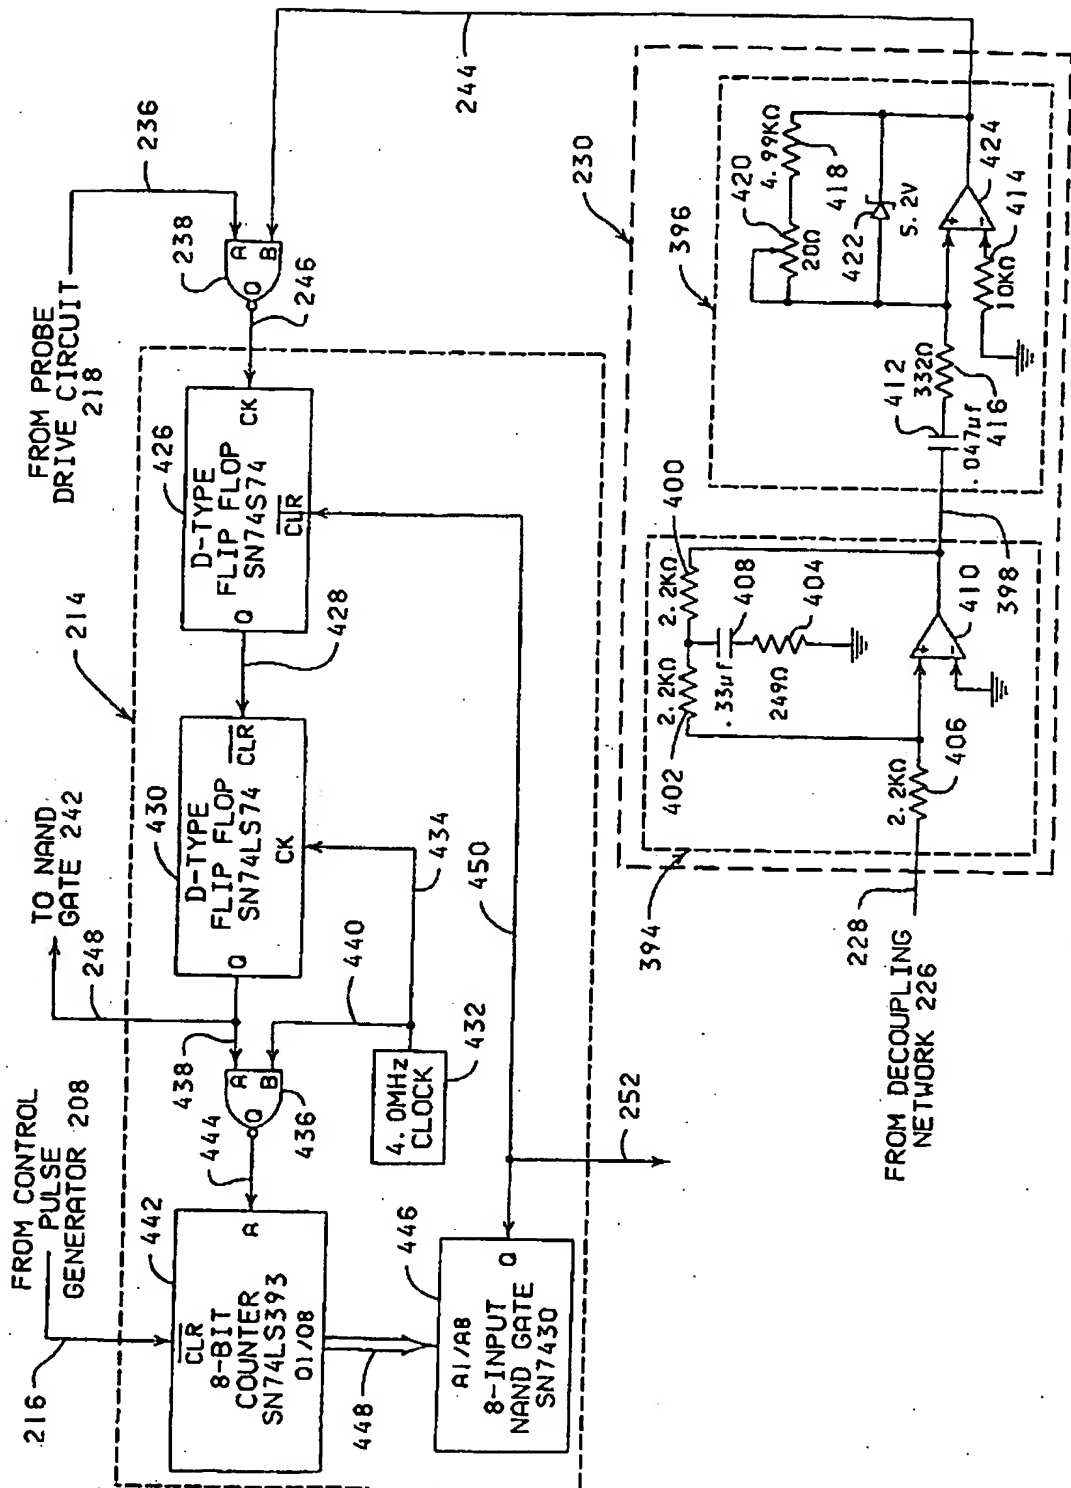 FROM CONTROL
PULSE
GENERATOR 208
216
TO NAND
GATE 242
248
FROM PROBE
DRIVE CIRCUIT
218
236
244
214
442
CLR
8-BIT
COUNTER
SN74LS393
Q1/Q8
A
444
438
A
B
Q
436
430
D-TYPE
FLIP FLOP
SN74LS74
Q
CLR
CK
428
426
D-TYPE
FLIP FLOP
SN74S74
Q
CK
CLR
246
238
A
B
Q
440
434
4.0MHz
CLOCK
432
448
446
A1/A8
8-INPUT
NAND GATE
SN7430
Q
450
252
230
394
396
228
FROM DECOUPLING
NETWORK 226
402
2.2KΩ
2.2KΩ
400
.33µf
408
249Ω
404
2.2KΩ
406
+
-
410
398
412
.047µf
332Ω
416
420
20Ω
4.99KΩ
418
422
5.2V
+
-
424
10KΩ
414